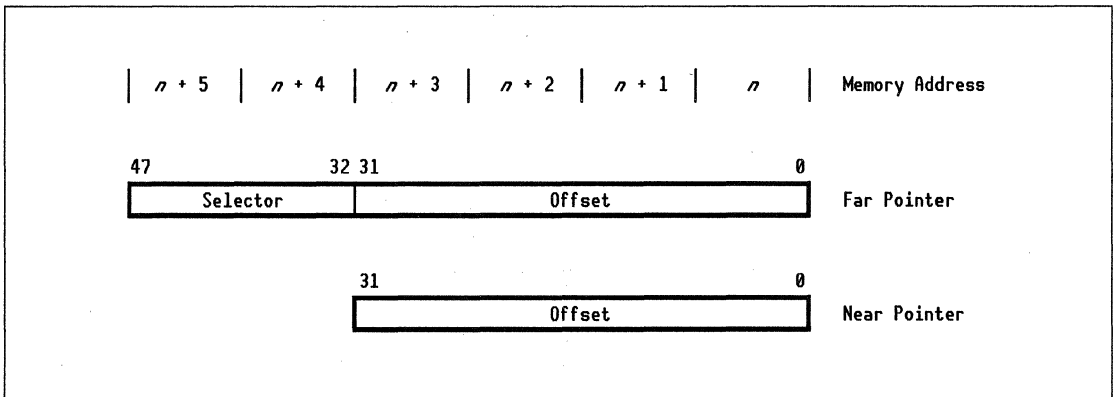 n + 5 n + 4 n + 3 n + 2 n + 1 n Memory Address
47 32 31 0
Selector Offset Far Pointer
31 0
Offset Near Pointer